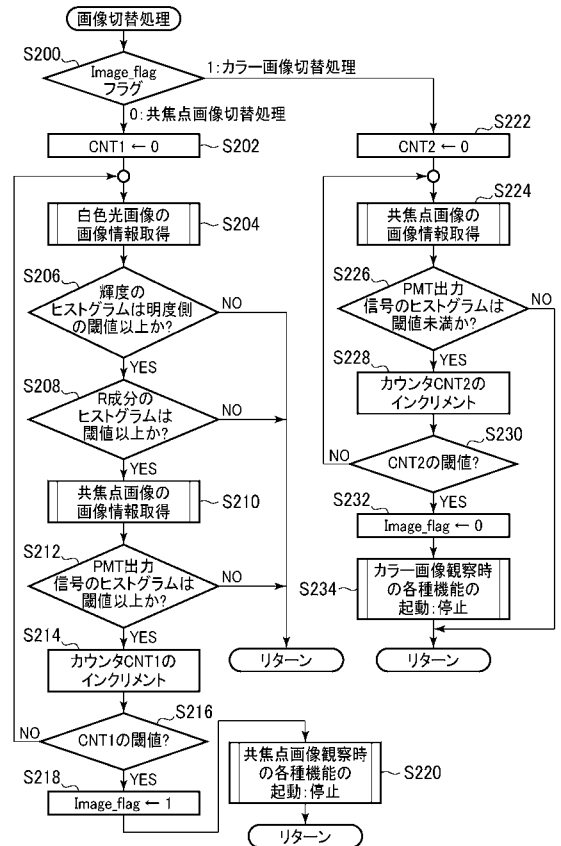 画像切替処理
S200
Image_flag
フラグ
1:カラー画像切替処理
0:共焦点画像切替処理
CNT1 ← 0
S202
白色光画像の
画像情報取得
S204
S206
輝度の
ヒストグラムは明度側
の閾値以上か?
NO
YES
S208
R成分の
ヒストグラムは
閾値以上か?
NO
YES
共焦点画像の
画像情報取得
S210
S212
PMT出力
信号のヒストグラムは
閾値以上か?
NO
YES
S214
カウンタCNT1の
インクリメント
S216
NO
CNT1の閾値?
YES
S218
Image_flag ← 1
共焦点画像観察時
の各種機能の
起動:停止
S220
リターン
リターン
S222
CNT2 ← 0
S224
共焦点画像の
画像情報取得
S226
PMT出力
信号のヒストグラムは
閾値未満か?
NO
YES
S228
カウンタCNT2の
インクリメント
S230
NO
CNT2の閾値?
YES
S232
Image_flag ← 0
S234
カラー画像観察時
の各種機能の
起動:停止
リターン